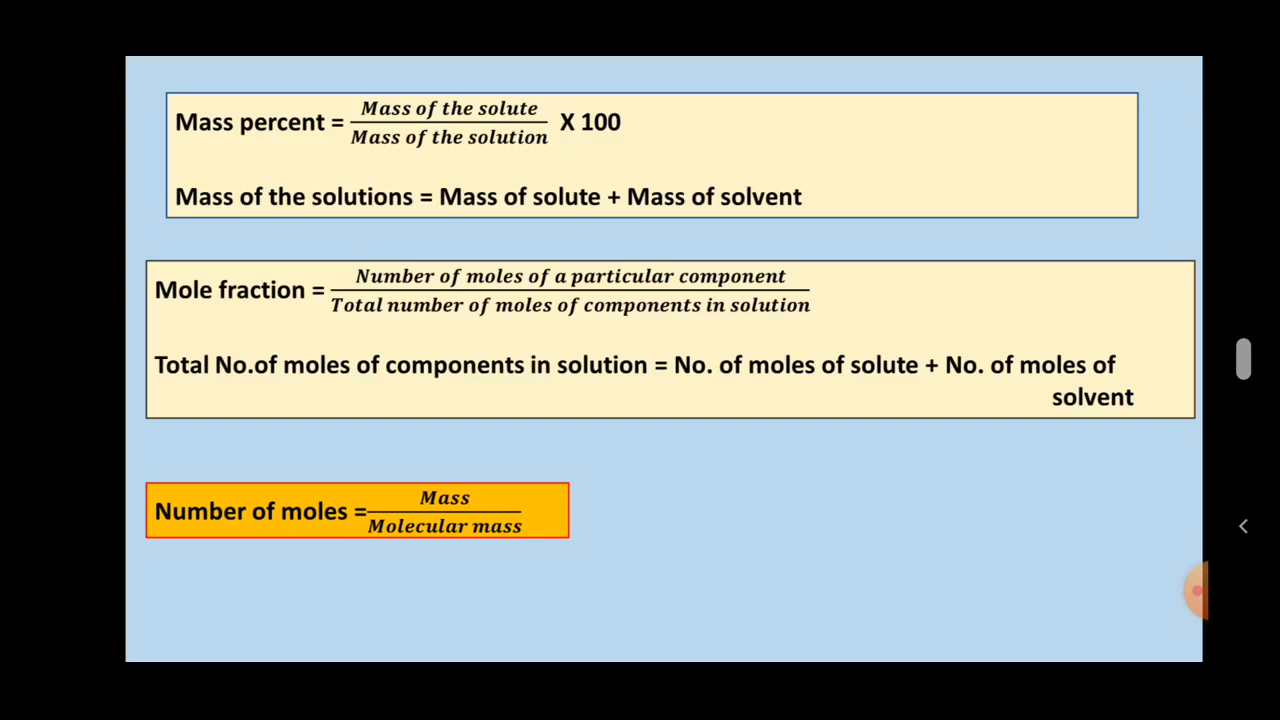 Mass percent = Mass of the solute / Mass of the solution X 100
Mass of the solutions = Mass of solute + Mass of solvent
Mole fraction = Number of moles of a particular component / Total number of moles of components in solution
Total No.of moles of components in solution = No. of moles of solute + No. of moles of
solvent
Number of moles = Mass / Molecular mass